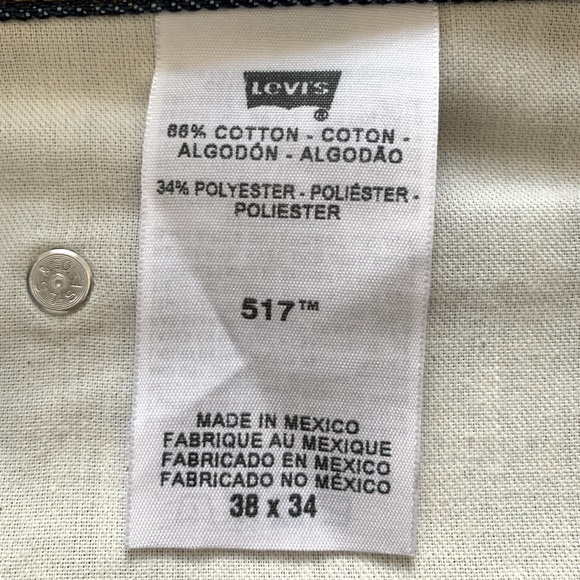 Levi's
®
66% COTTON - COTON -
ALGODÓN - ALGODÃO
34% POLYESTER - POLIÉSTER -
POLIESTER
517™
MADE IN MEXICO
FABRIQUE AU MEXIQUE
FABRICADO EN MEXICO
FABRICADO NO MÉXICO
38 x 34